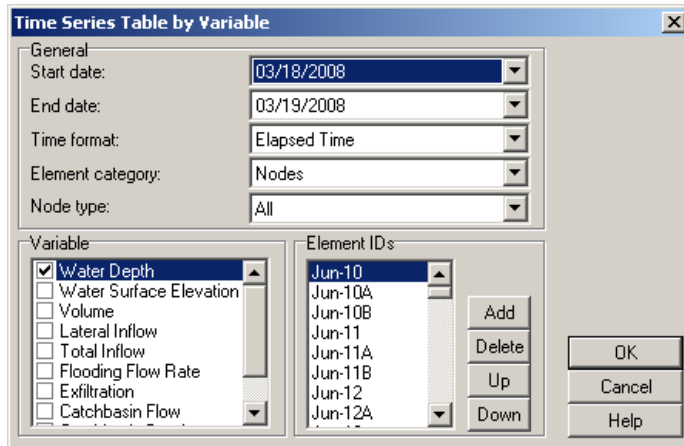 Time Series Table by Variable
General
Start date: 03/18/2008
End date: 03/19/2008
Time format: Elapsed Time
Element category: Nodes
Node type: All
Variable
Water Depth
Water Surface Elevation
Volume
Lateral Inflow
Total Inflow
Flooding Flow Rate
Exfiltration
Catchbasin Flow
Element IDs
Jun-10
Jun-10A
Jun-10B
Jun-11
Jun-11A
Jun-11B
Jun-12
Jun-12A
Add
Delete
Up
Down
OK
Cancel
Help